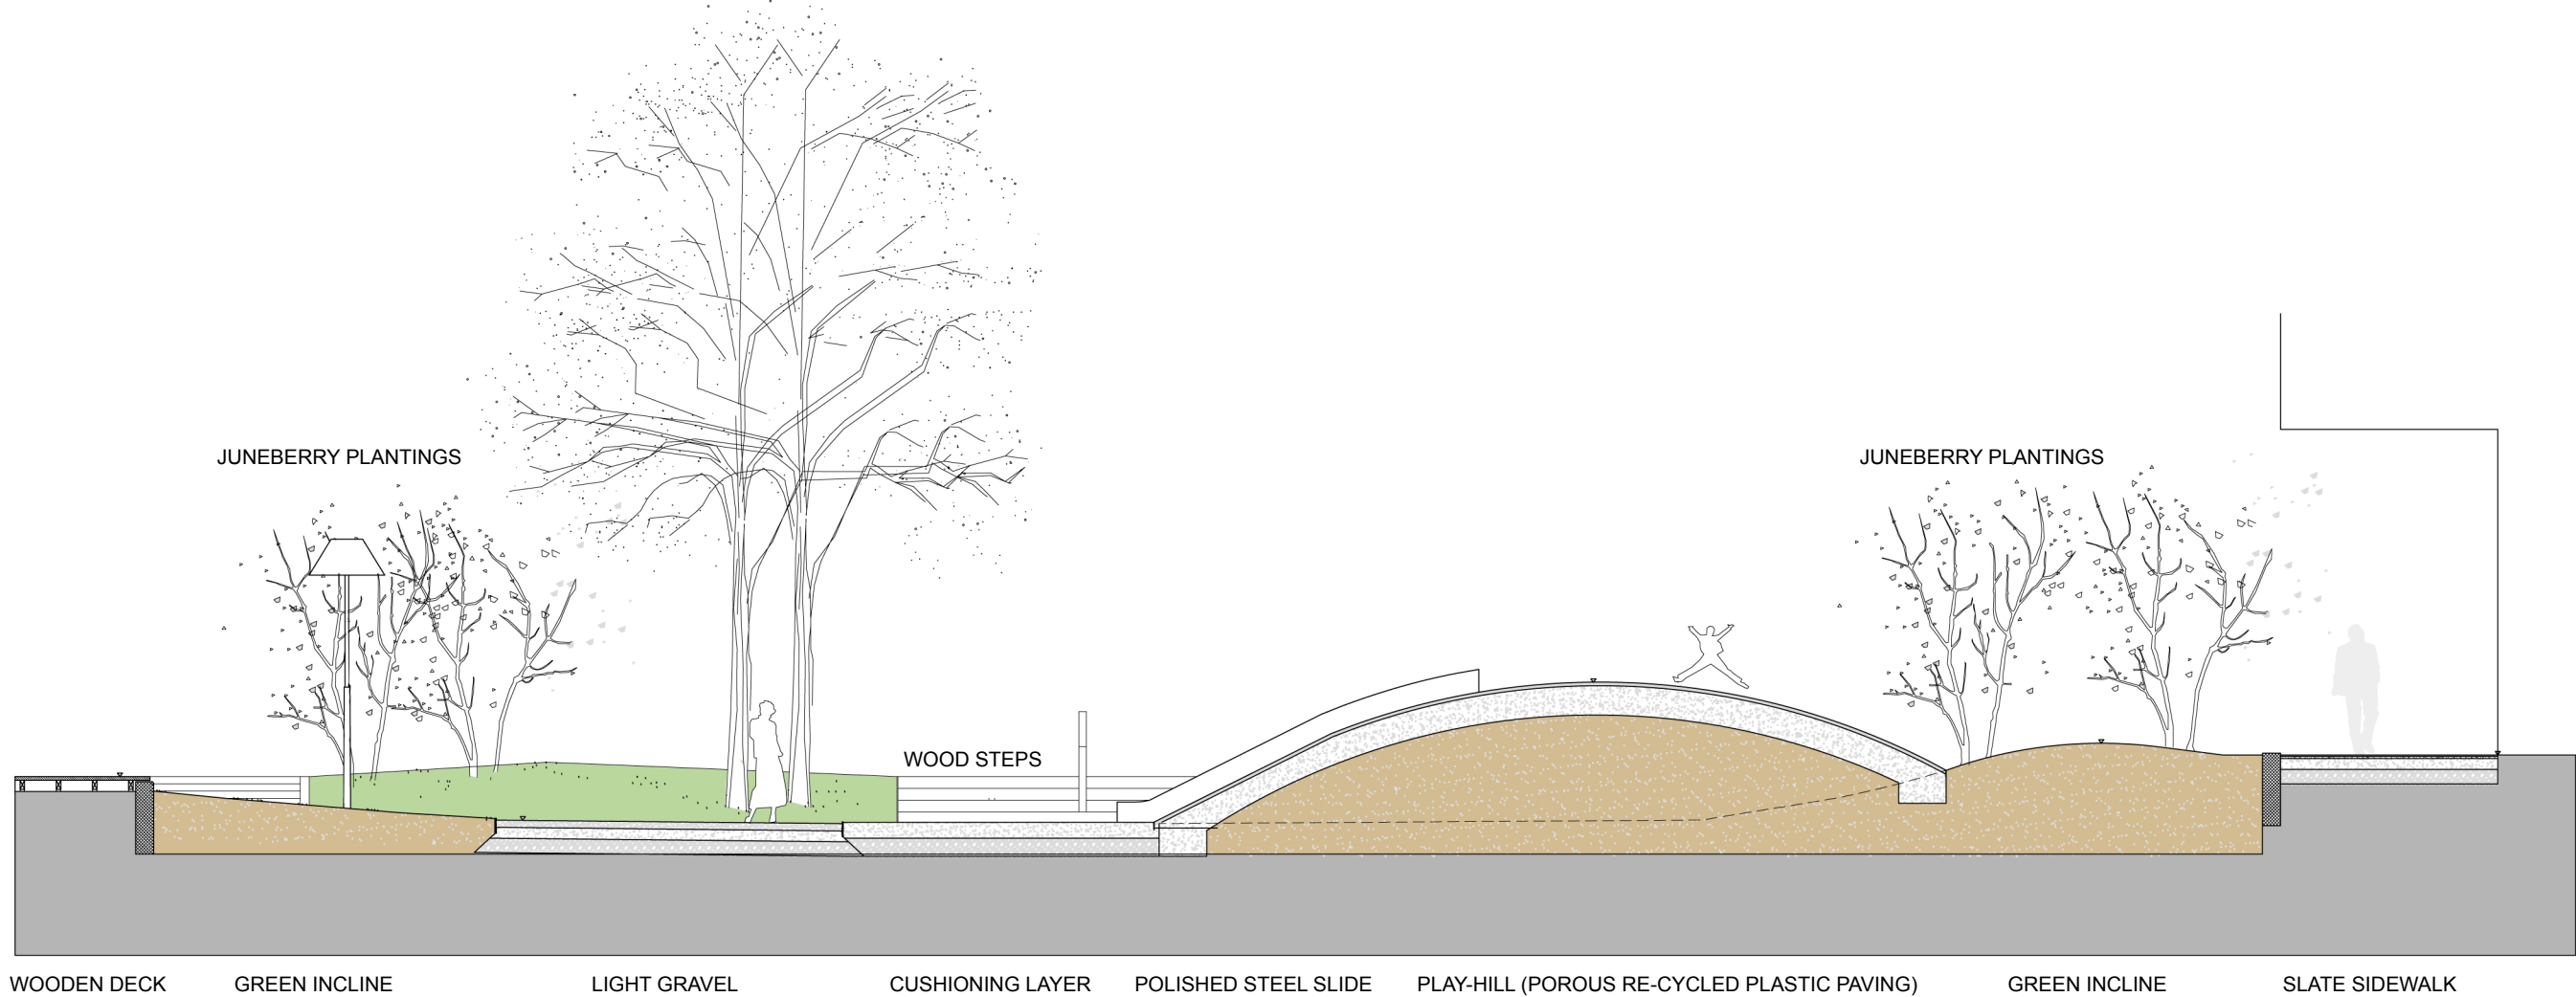 JUNEBERRY PLANTINGS
JUNEBERRY PLANTINGS
WOOD STEPS
WOODEN DECK
GREEN INCLINE
LIGHT GRAVEL
CUSHIONING LAYER
POLISHED STEEL SLIDE
PLAY-HILL (POROUS RE-CYCLED PLASTIC PAVING)
GREEN INCLINE
SLATE SIDEWALK